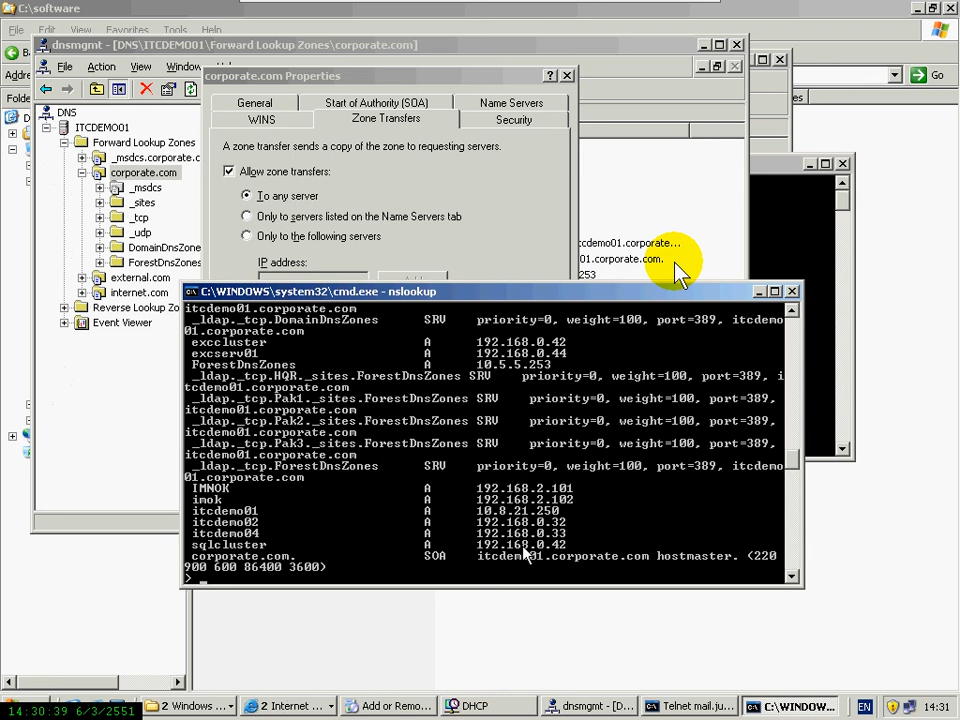 C:\software
File Edit View Favorites Tools Help
dnsmgmt - [DNS\ITCDEMO01\Forward Lookup Zones\corporate.com]
File Action View Window
corporate.com Properties
Go
Folde
DNS
ITCDEMO01
Forward Lookup Zones
_msdcs.corporate.c
corporate.com
_msdcs
_sites
_tcp
_udp
DomainDnsZone
ForestDnsZones
external.com
internet.com
Reverse Lookup Zo
Event Viewer
General Start of Authority (SOA) Name Servers
WINS Zone Transfers Security
A zone transfer sends a copy of the zone to requesting servers.
Allow zone transfers:
To any server
Only to servers listed on the Name Servers tab
Only to the following servers
IP address:
tcdemo01.corporate...
01.corporate.com.
253
C:\WINDOWS\system32\cmd.exe - nslookup
itcdemo01.corporate.com
_ldap._tcp.DomainDnsZones SRV priority=0, weight=100, port=389, itcdemo
01.corporate.com
exccluster A 192.168.0.42
excserv01 A 192.168.0.44
ForestDnsZones A 10.5.5.253
_ldap._tcp.HQR._sites.ForestDnsZones SRV priority=0, weight=100, port=389, i
tcdemo01.corporate.com
_ldap._tcp.Pak1._sites.ForestDnsZones SRV priority=0, weight=100, port=389,
itcdemo01.corporate.com
_ldap._tcp.Pak2._sites.ForestDnsZones SRV priority=0, weight=100, port=389,
itcdemo01.corporate.com
_ldap._tcp.Pak3._sites.ForestDnsZones SRV priority=0, weight=100, port=389,
itcdemo01.corporate.com
_ldap._tcp.ForestDnsZones SRV priority=0, weight=100, port=389, itcdemo
01.corporate.com
IMNOK A 192.168.2.101
imok A 192.168.2.102
itcdemo01 A 10.8.21.250
itcdemo02 A 192.168.0.32
itcdemo04 A 192.168.0.33
sqlcluster A 192.168.0.42
corporate.com. SOA itcdemo01.corporate.com hostmaster. (220
900 600 86400 3600)
>
14:30:39 6/3/2551
2 Windows ... 2 Internet ... Add or Remo... DHCP dnsmgmt - [D... Telnet mail.ju... C:\WINDOW... EN 14:31